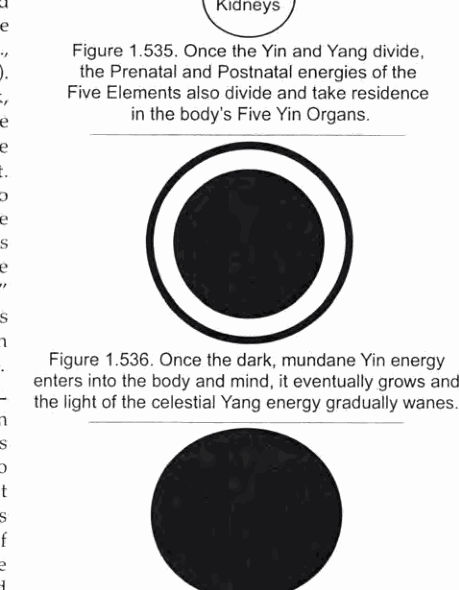 Kidneys
Figure 1.535. Once the Yin and Yang divide,
the Prenatal and Postnatal energies of the
Five Elements also divide and take residence
in the body's Five Yin Organs.
Figure 1.536. Once the dark, mundane Yin energy
enters into the body and mind, it eventually grows and
the light of the celestial Yang energy gradually wanes.